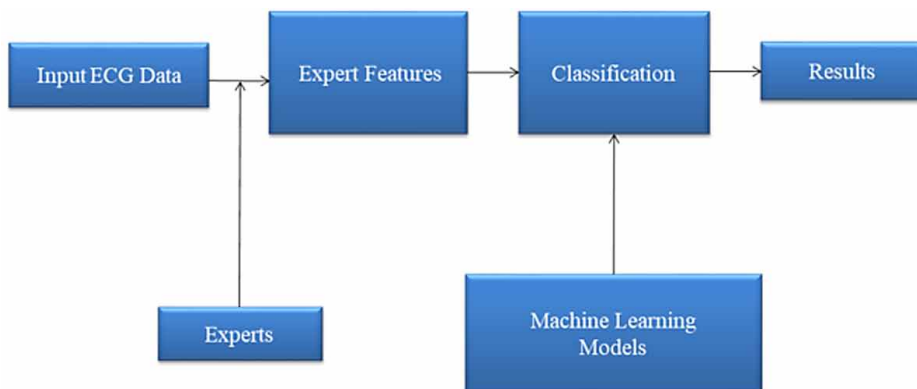 Input ECG Data
Expert Features
Classification
Results
Experts
Machine Learning
Models